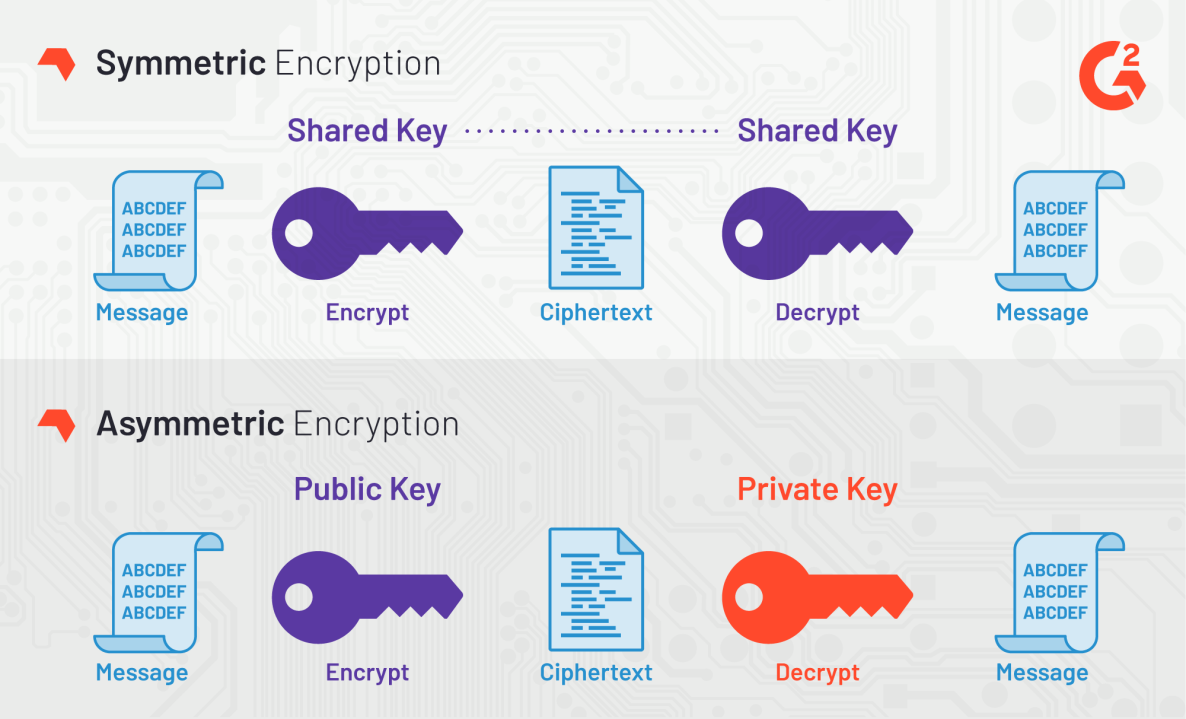 Symmetric Encryption
G2
Shared Key Shared Key
ABCDEF
ABCDEF
ABCDEF
ABCDEF
ABCDEF
ABCDEF
Message Encrypt Ciphertext Decrypt Message
Asymmetric Encryption
Public Key Private Key
ABCDEF
ABCDEF
ABCDEF
ABCDEF
ABCDEF
ABCDEF
Message Encrypt Ciphertext Decrypt Message